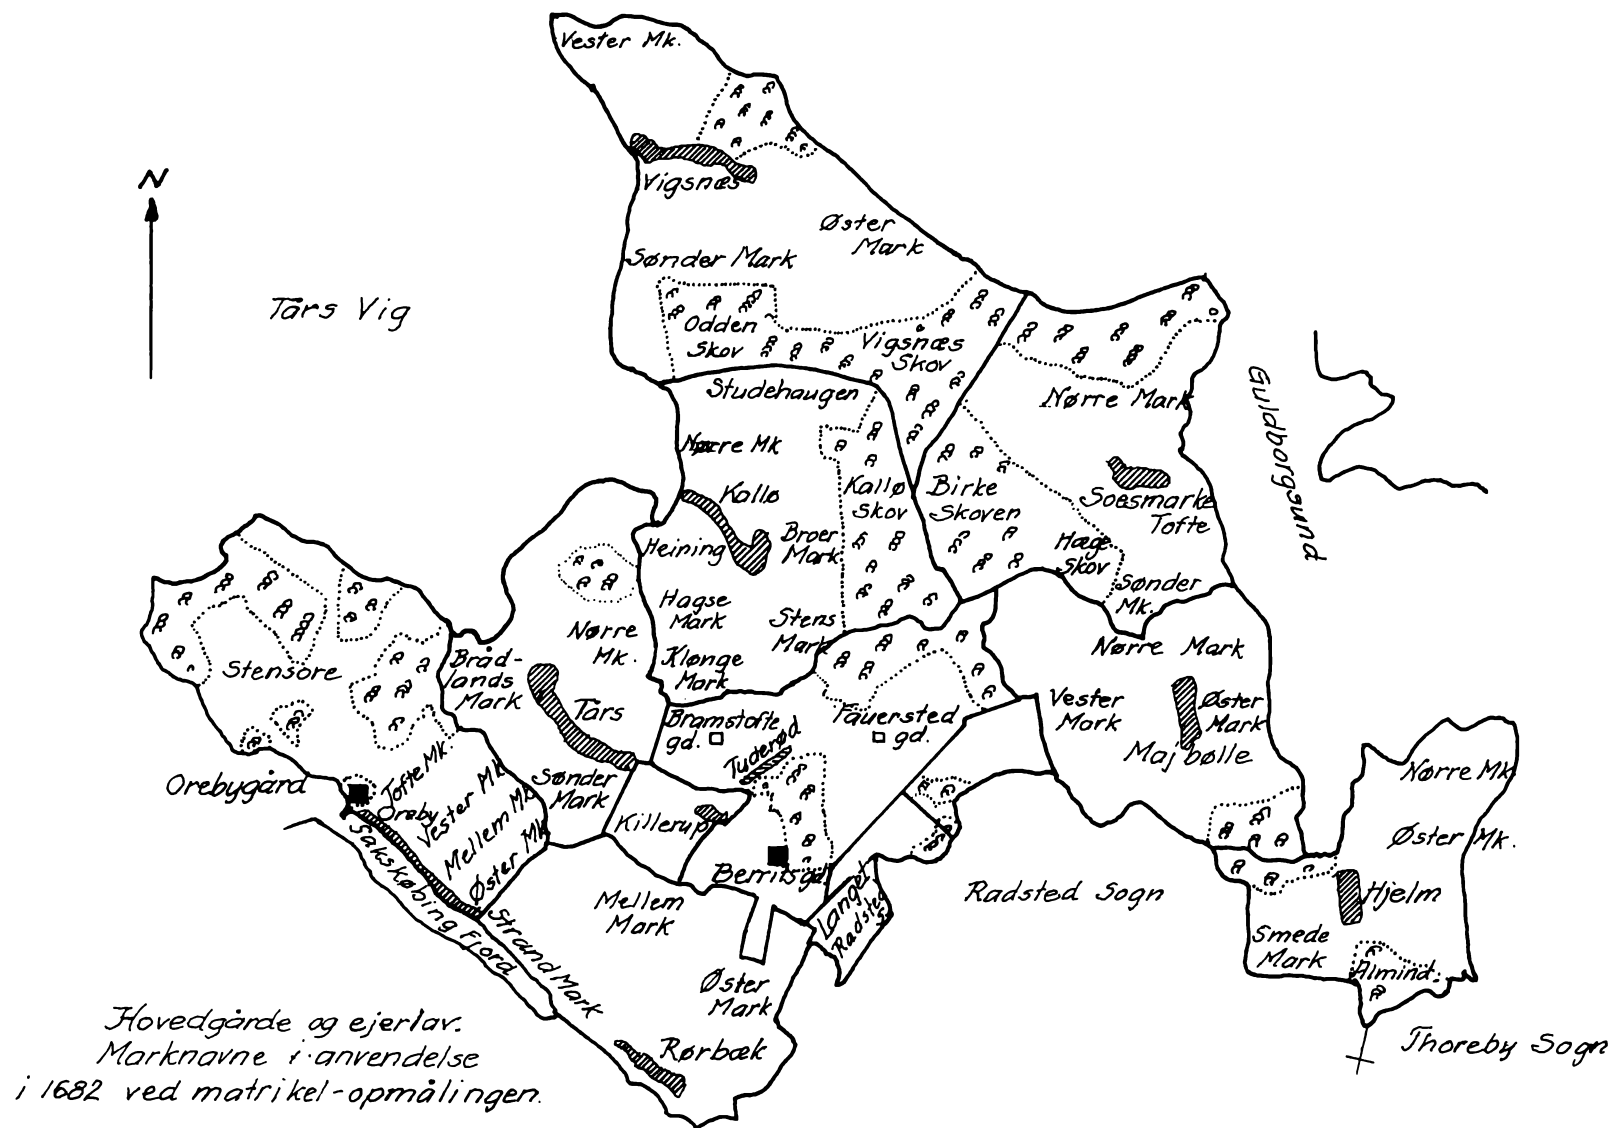 Vester Mk.
N
Vigsnæs
Øster
Mark
Sønder Mark
Tårs Vig
Odden
Skov
Vigsnæs
Skov
Studehaugen
Nørre Mark
Guldborgsund
Nørre Mk
Kallø
Kallø
Skov
Birke
Skoven
Soesmarke
Tofte
Broer
Mark
Heining
Hæge
Skov
Sønder
Mk.
Hagse
Mark
Stens
Mark
Nørre
Mk.
Klønge
Mark
Nørre Mark
Stensore
Bråd-
lands
Mark
Tårs
Bramstofte
gd.
Fauersted
gd.
Vester
Mark
Øster
Mark
Majbølle
Tuderød
Orebygård
Tofte Mk.
Oreby
Vester Mk
Mellem Mk
Øster Mk
Sønder
Mark
Killerup
Nørre Mk
Øster Mk.
Berritsgd.
Sakskøbing Fjord
Strand Mark
Mellem
Mark
Langet
Radsted
S.
Radsted Sogn
Hjelm
Smede
Mark
Almind.
Øster
Mark
Rørbæk
Thoreby Sogn
Hovedgårde og ejerlav.
Marknavne i anvendelse
i 1682 ved matrikel-opmålingen.